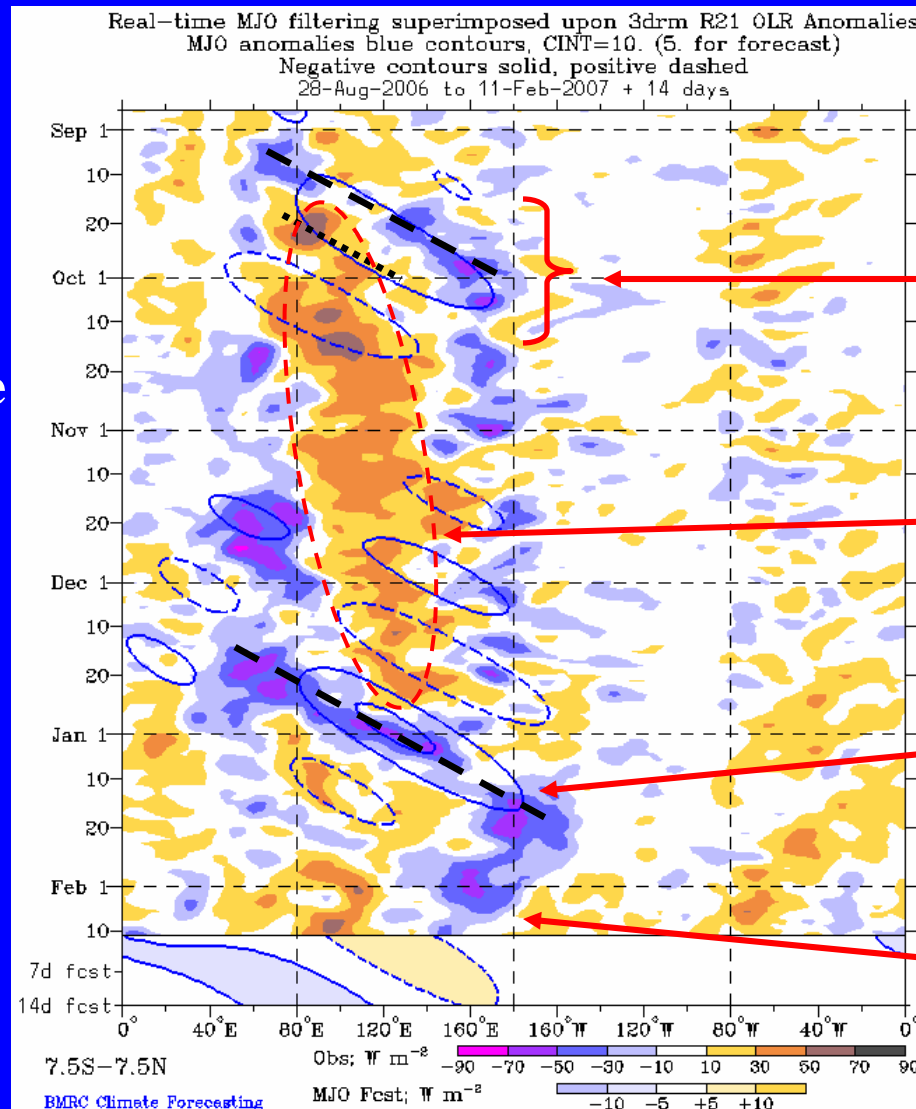 Real-time MJO filtering superimposed upon 3drm R21 OLR Anomalies
MJO anomalies blue contours, CINT=10. (5. for forecast)
Negative contours solid, positive dashed
28-Aug-2006 to 11-Feb-2007 + 14 days
Sep 1
10
20
Oct 1
10
20
Nov 1
10
20
Dec 1
10
20
Jan 1
10
20
Feb 1
10
7d fcst
14d fcst
0° 40°E 80°E 120°E 160°E 160°W 120°W 80°W 40°W 0°
7.5S-7.5N
Obs; W m⁻²
-90 -70 -50 -30 -10 10 30 50 70 90
MJO Fcst; W m⁻²
-10 -5 +5 +10
BMRC Climate Forecasting
e